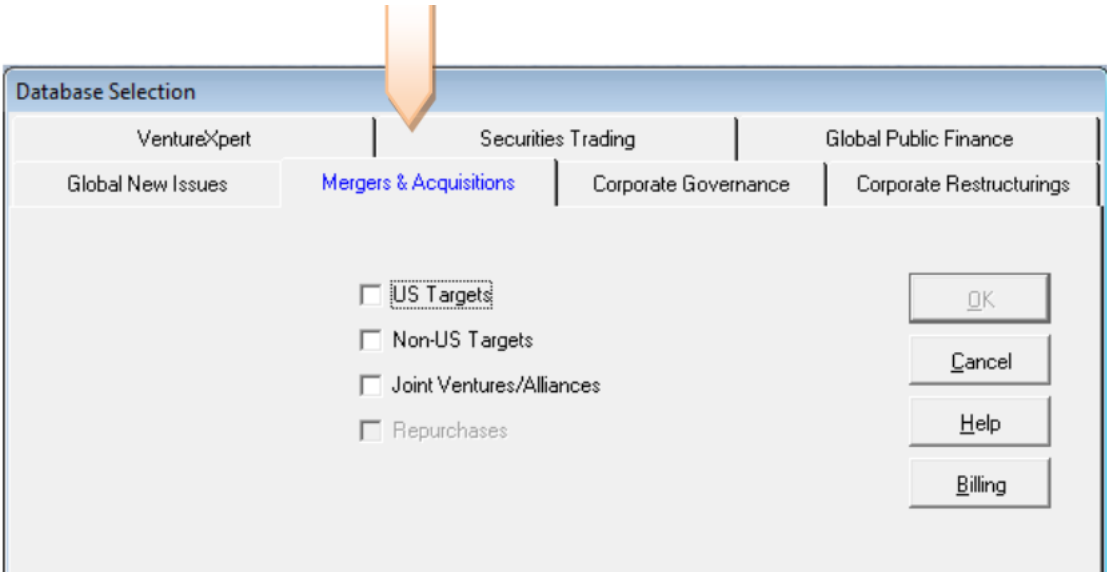 Database Selection
VentureXpert Securities Trading Global Public Finance
Global New Issues Mergers & Acquisitions Corporate Governance Corporate Restructurings
US Targets
OK
Non-US Targets
Cancel
Joint Ventures/Alliances
Help
Repurchases
Billing